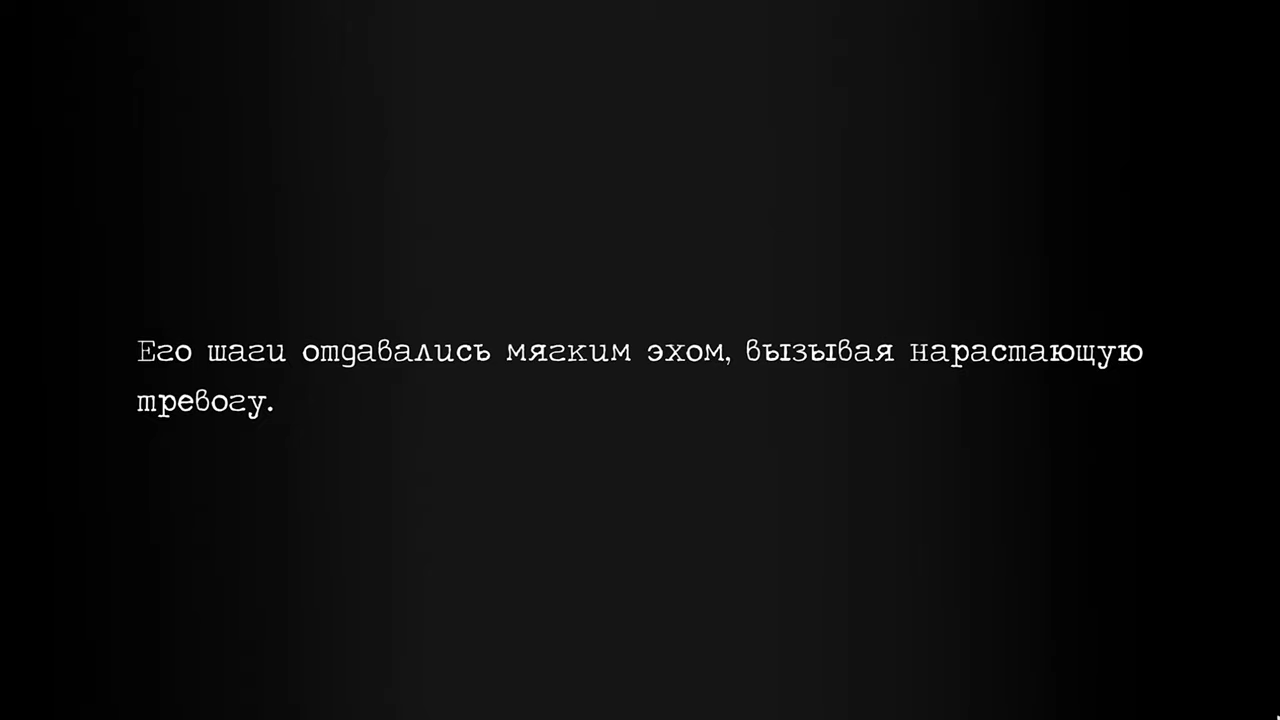 Его шаги отдавались мягким эхом, вызывая нарастающую
тревогу.